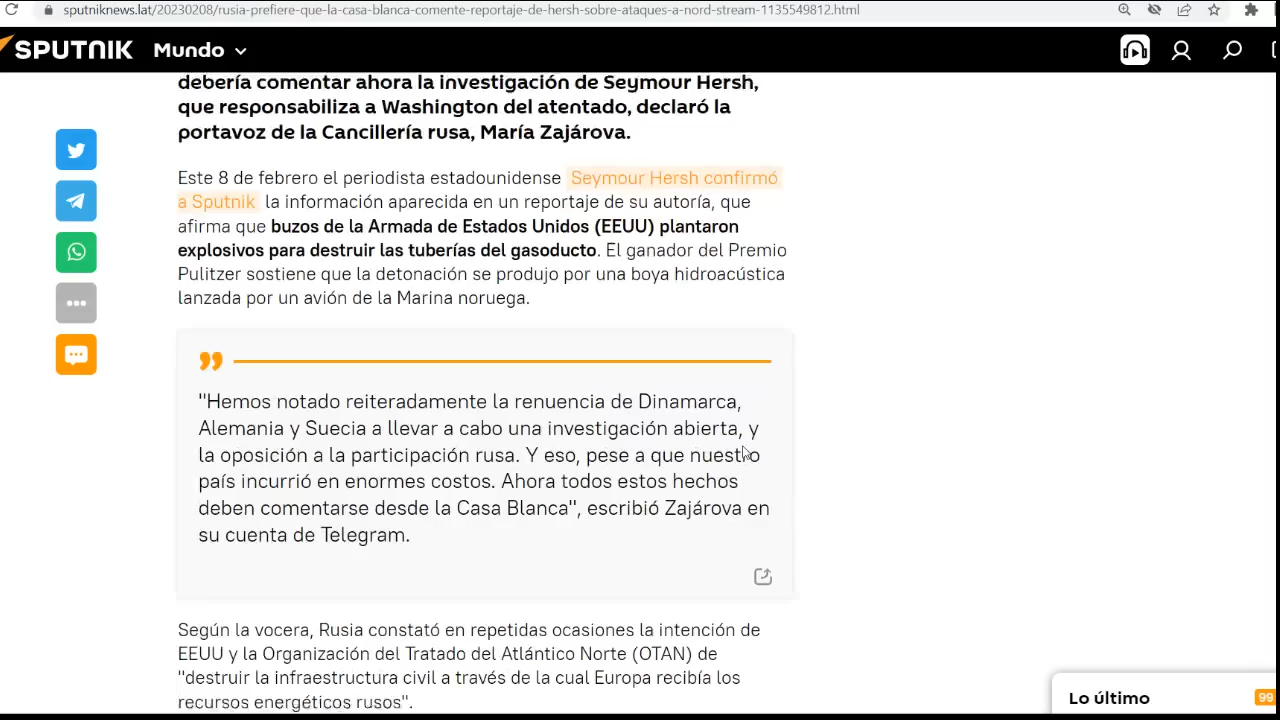 sputniknews.lat/20230208/rusia-prefiere-que-la-casa-blanca-comente-reportaje-de-hersh-sobre-ataques-a-nord-stream-1135549812.html
SPUTNIK Mundo
debería comentar ahora la investigación de Seymour Hersh,
que responsabiliza a Washington del atentado, declaró la
portavoz de la Cancillería rusa, María Zajárova.
Este 8 de febrero el periodista estadounidense Seymour Hersh confirmó
a Sputnik la información aparecida en un reportaje de su autoría, que
afirma que buzos de la Armada de Estados Unidos (EEUU) plantaron
explosivos para destruir las tuberías del gasoducto. El ganador del Premio
Pulitzer sostiene que la detonación se produjo por una boya hidroacústica
lanzada por un avión de la Marina noruega.
"Hemos notado reiteradamente la renuencia de Dinamarca,
Alemania y Suecia a llevar a cabo una investigación abierta, y
la oposición a la participación rusa. Y eso, pese a que nuestro
país incurrió en enormes costos. Ahora todos estos hechos
deben comentarse desde la Casa Blanca", escribió Zajárova en
su cuenta de Telegram.
Según la vocera, Rusia constató en repetidas ocasiones la intención de
EEUU y la Organización del Tratado del Atlántico Norte (OTAN) de
"destruir la infraestructura civil a través de la cual Europa recibía los
recursos energéticos rusos".
Lo último 99